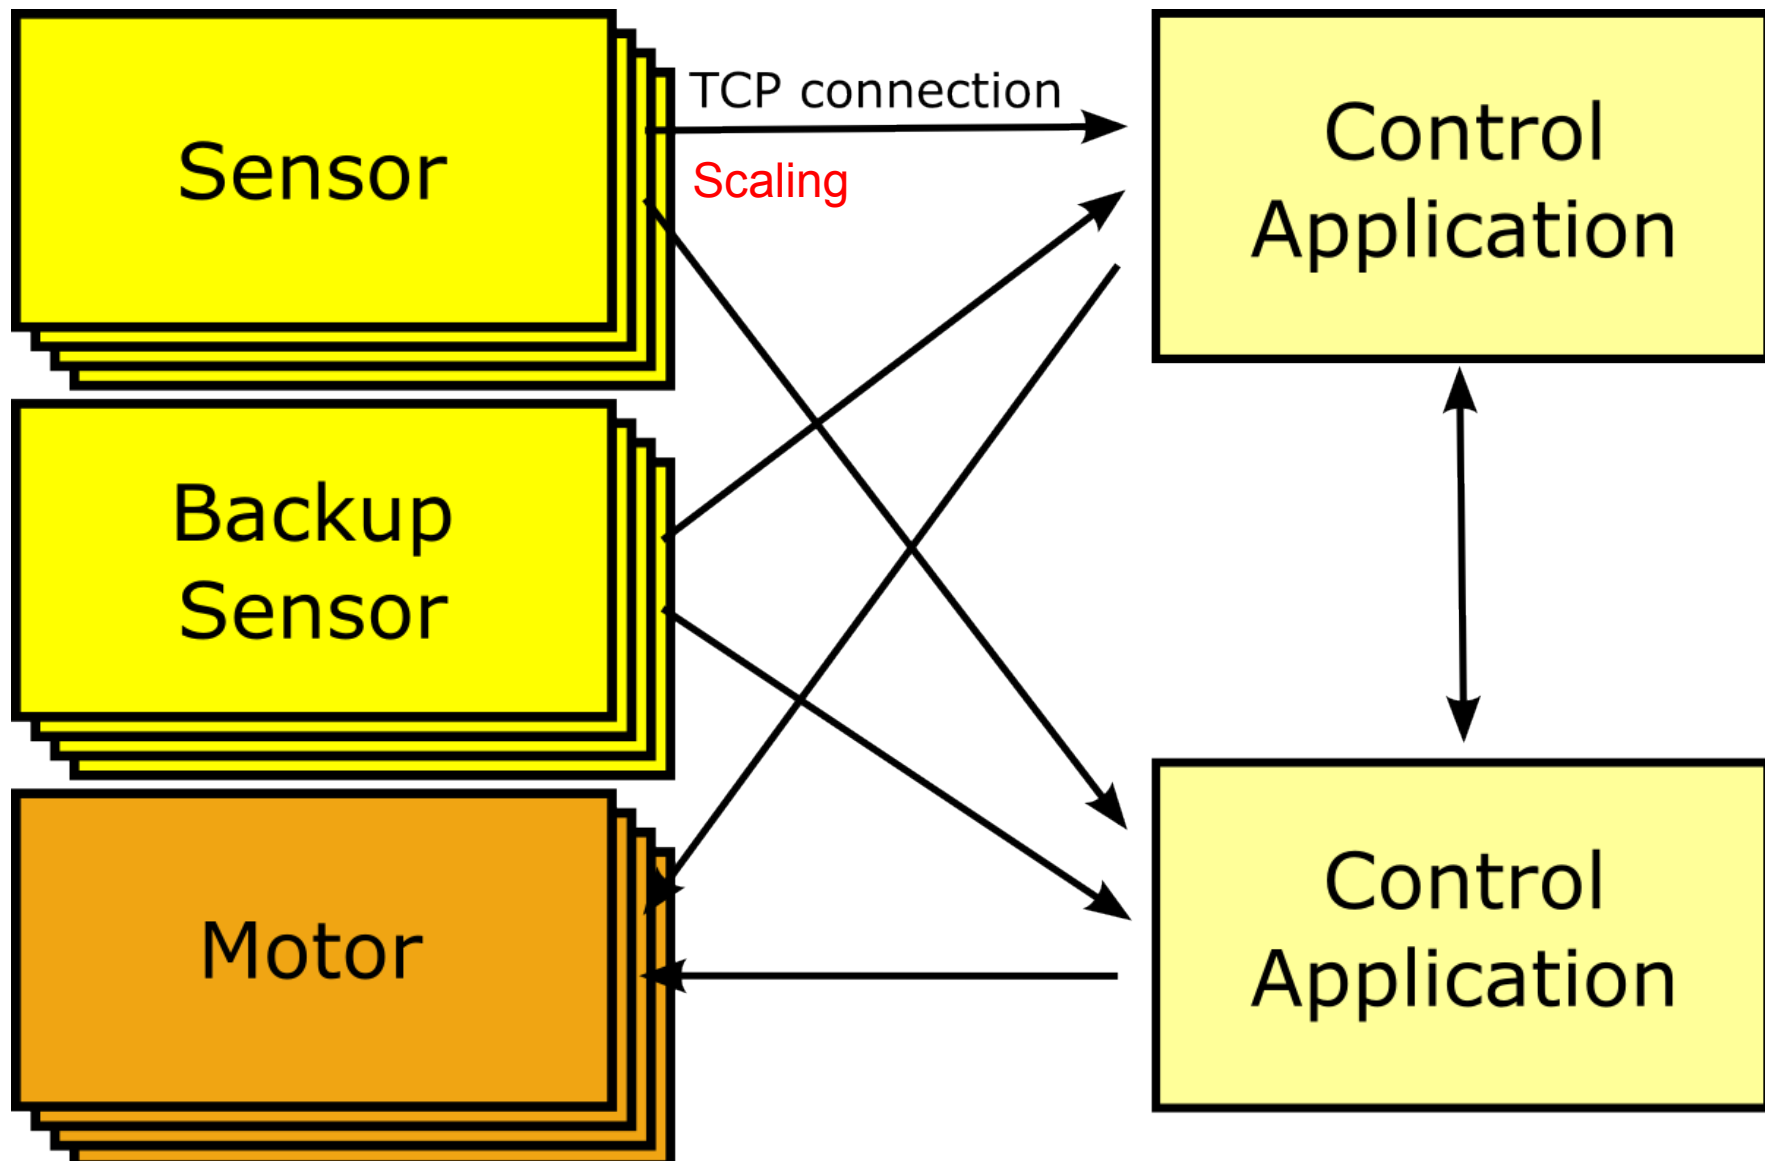 Sensor
TCP connection
Scaling
Control
Application
Backup
Sensor
Motor
Control
Application